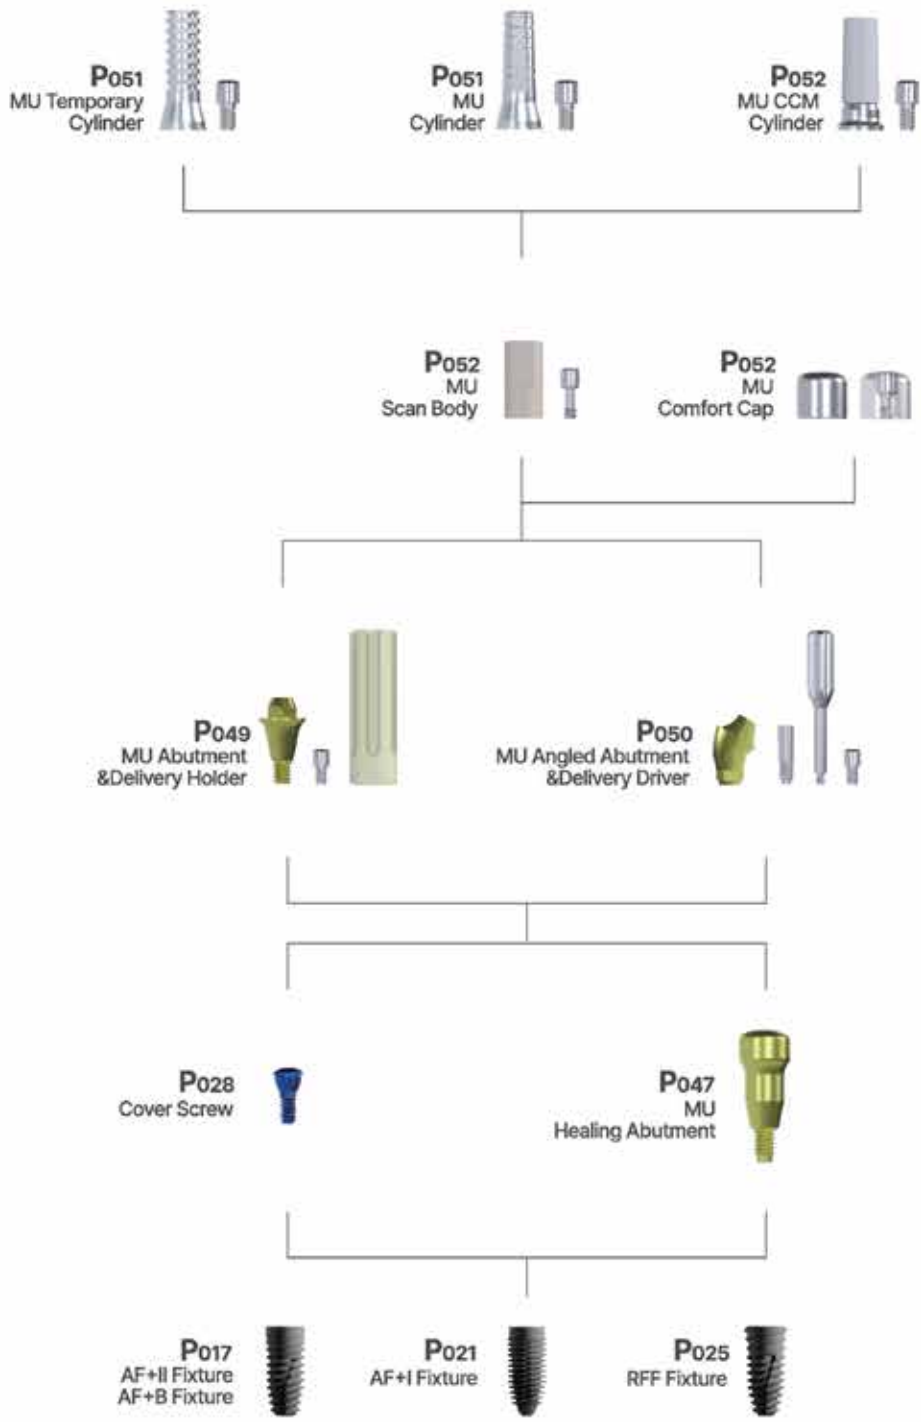 P051
MU Temporary
Cylinder
P051
MU
Cylinder
P052
MU CCM
Cylinder
P052
MU
Scan Body
P052
MU
Comfort Cap
P049
MU Abutment
&Delivery Holder
P050
MU Angled Abutment
&Delivery Driver
P028
Cover Screw
P047
MU
Healing Abutment
P017
AF+II Fixture
AF+B Fixture
P021
AF+I Fixture
P025
RFF Fixture